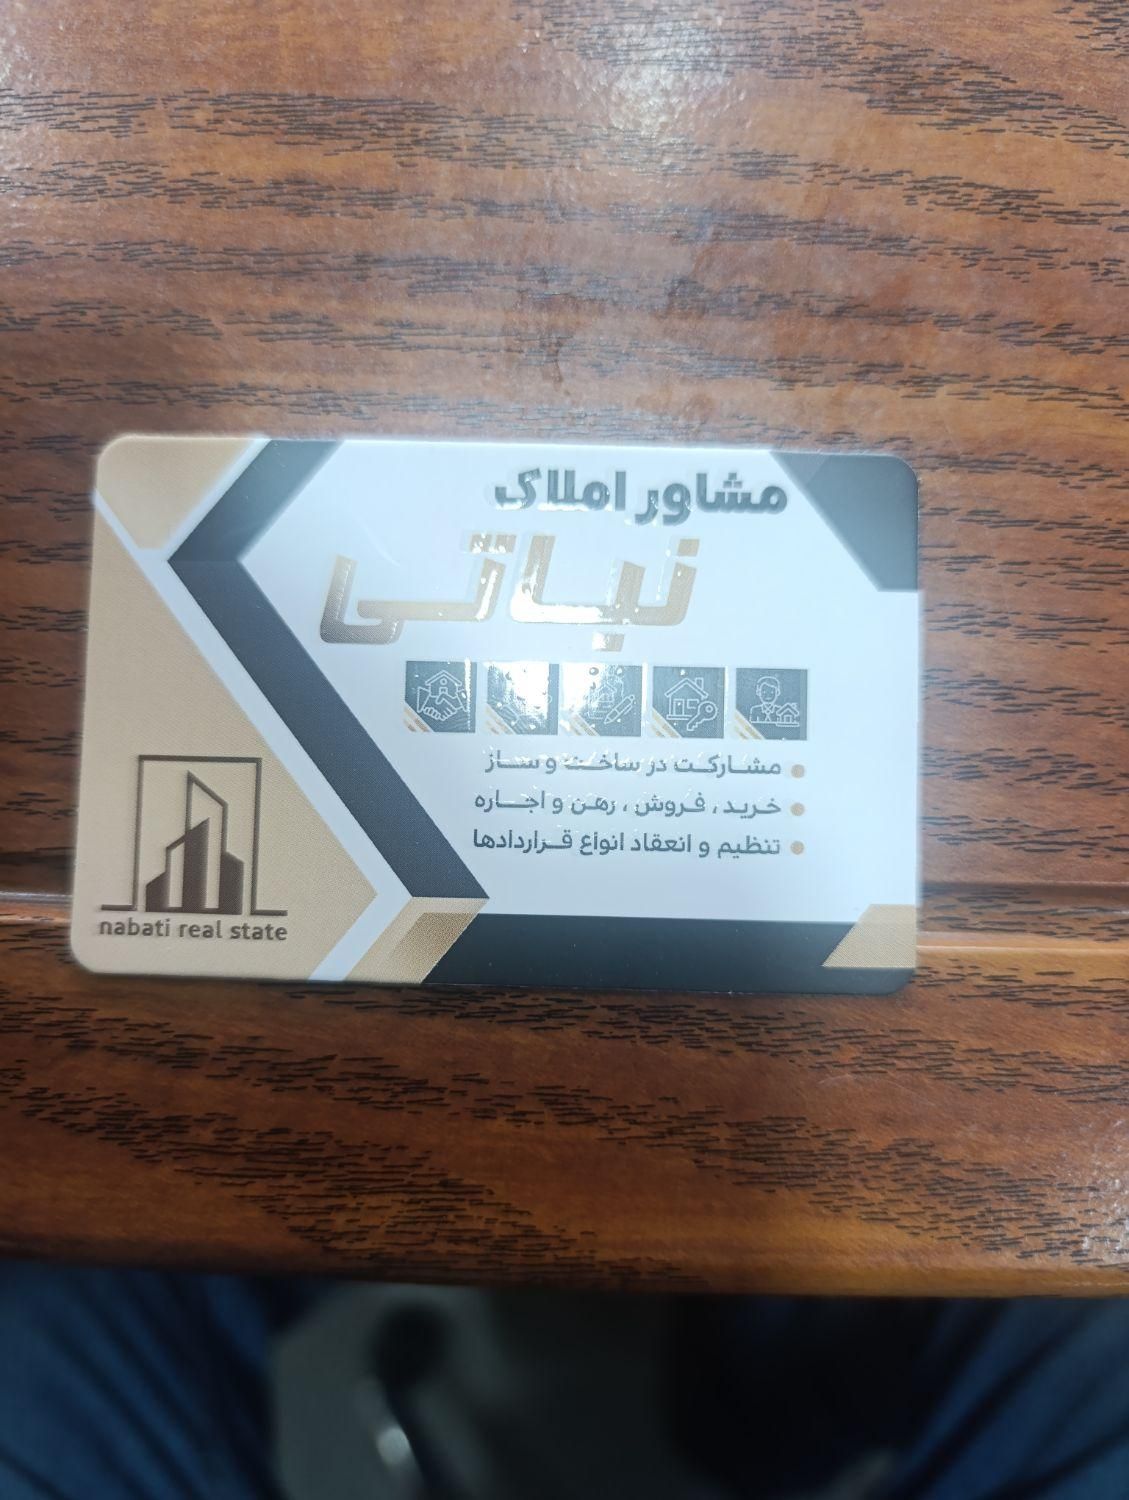 مشاور املاک
نباتی
مشارکت در ساخت و ساز
خرید، فروش، رهن و اجاره
تنظیم و انعقاد انواع قراردادها
nabati real state